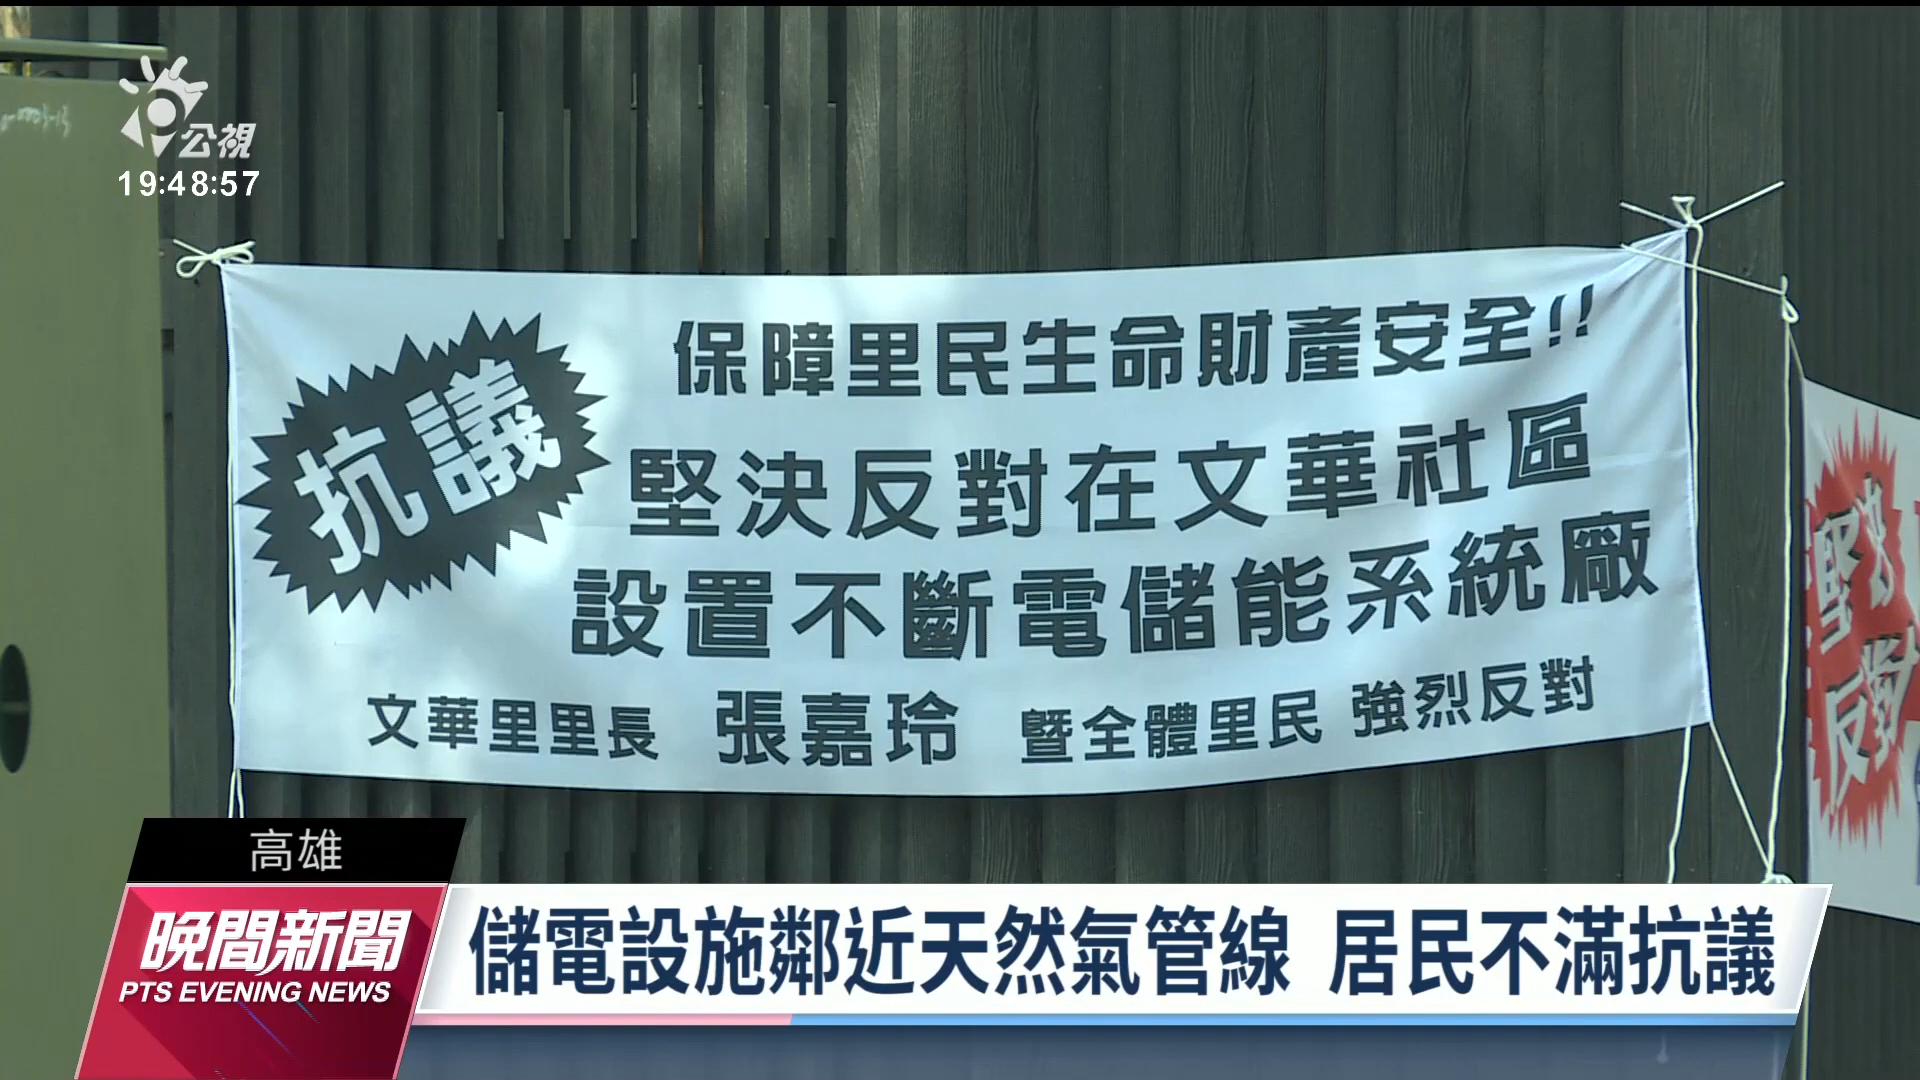 公視
19:48:57
抗議
保障里民生命財產安全!!
堅決反對在文華社區
設置不斷電儲能系統廠
文華里里長 張嘉玲 暨全體里民 強烈反對
堅決
反對
高雄
晚間新聞
PTS EVENING NEWS
儲電設施鄰近天然氣管線 居民不滿抗議